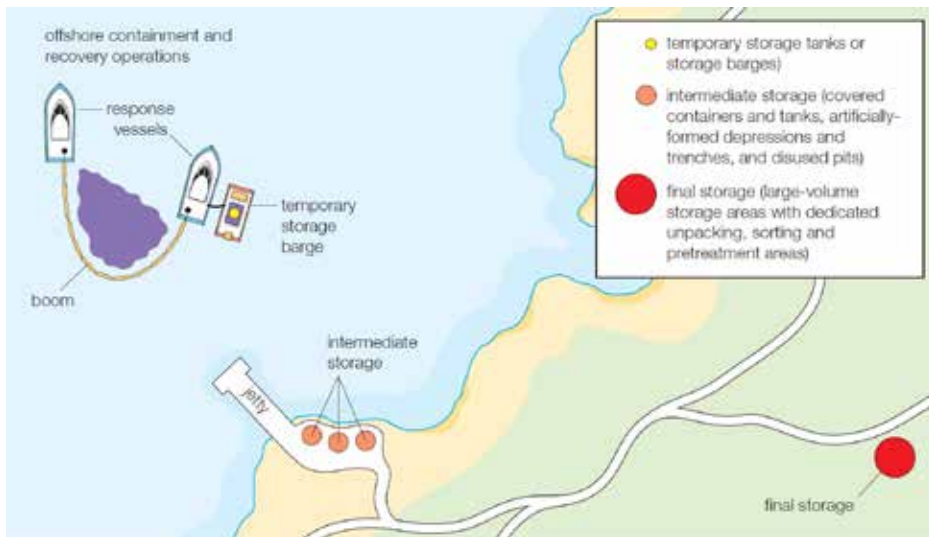 offshore containment and
recovery operations
response
vessels
temporary
storage
barge
boom
temporary storage tanks or
storage barges)
intermediate storage (covered
containers and tanks, artificially-
formed depressions and
trenches, and disused pits)
final storage (large-volume
storage areas with dedicated
unpacking, sorting and
pretreatment areas)
intermediate
storage
jetty
final storage